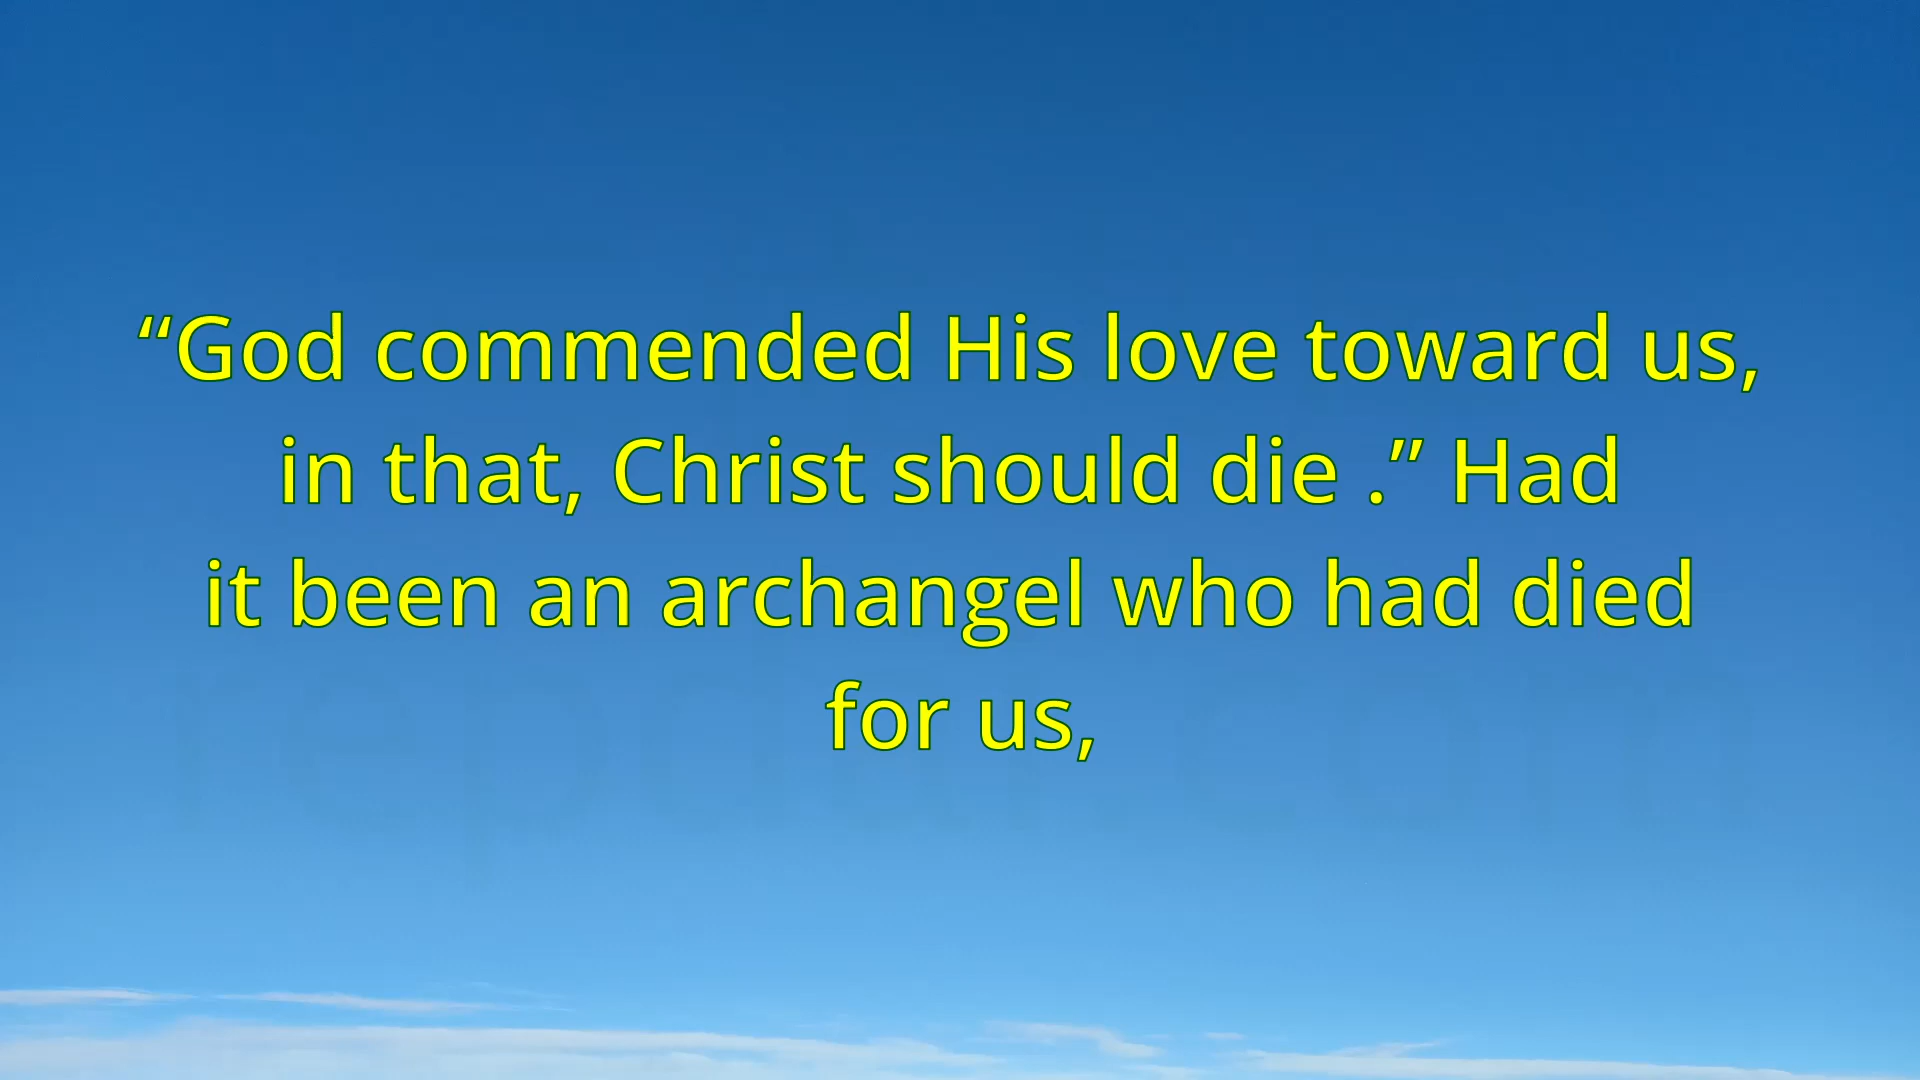 “God commended His love toward us,
in that, Christ should die .” Had
it been an archangel who had died
for us,